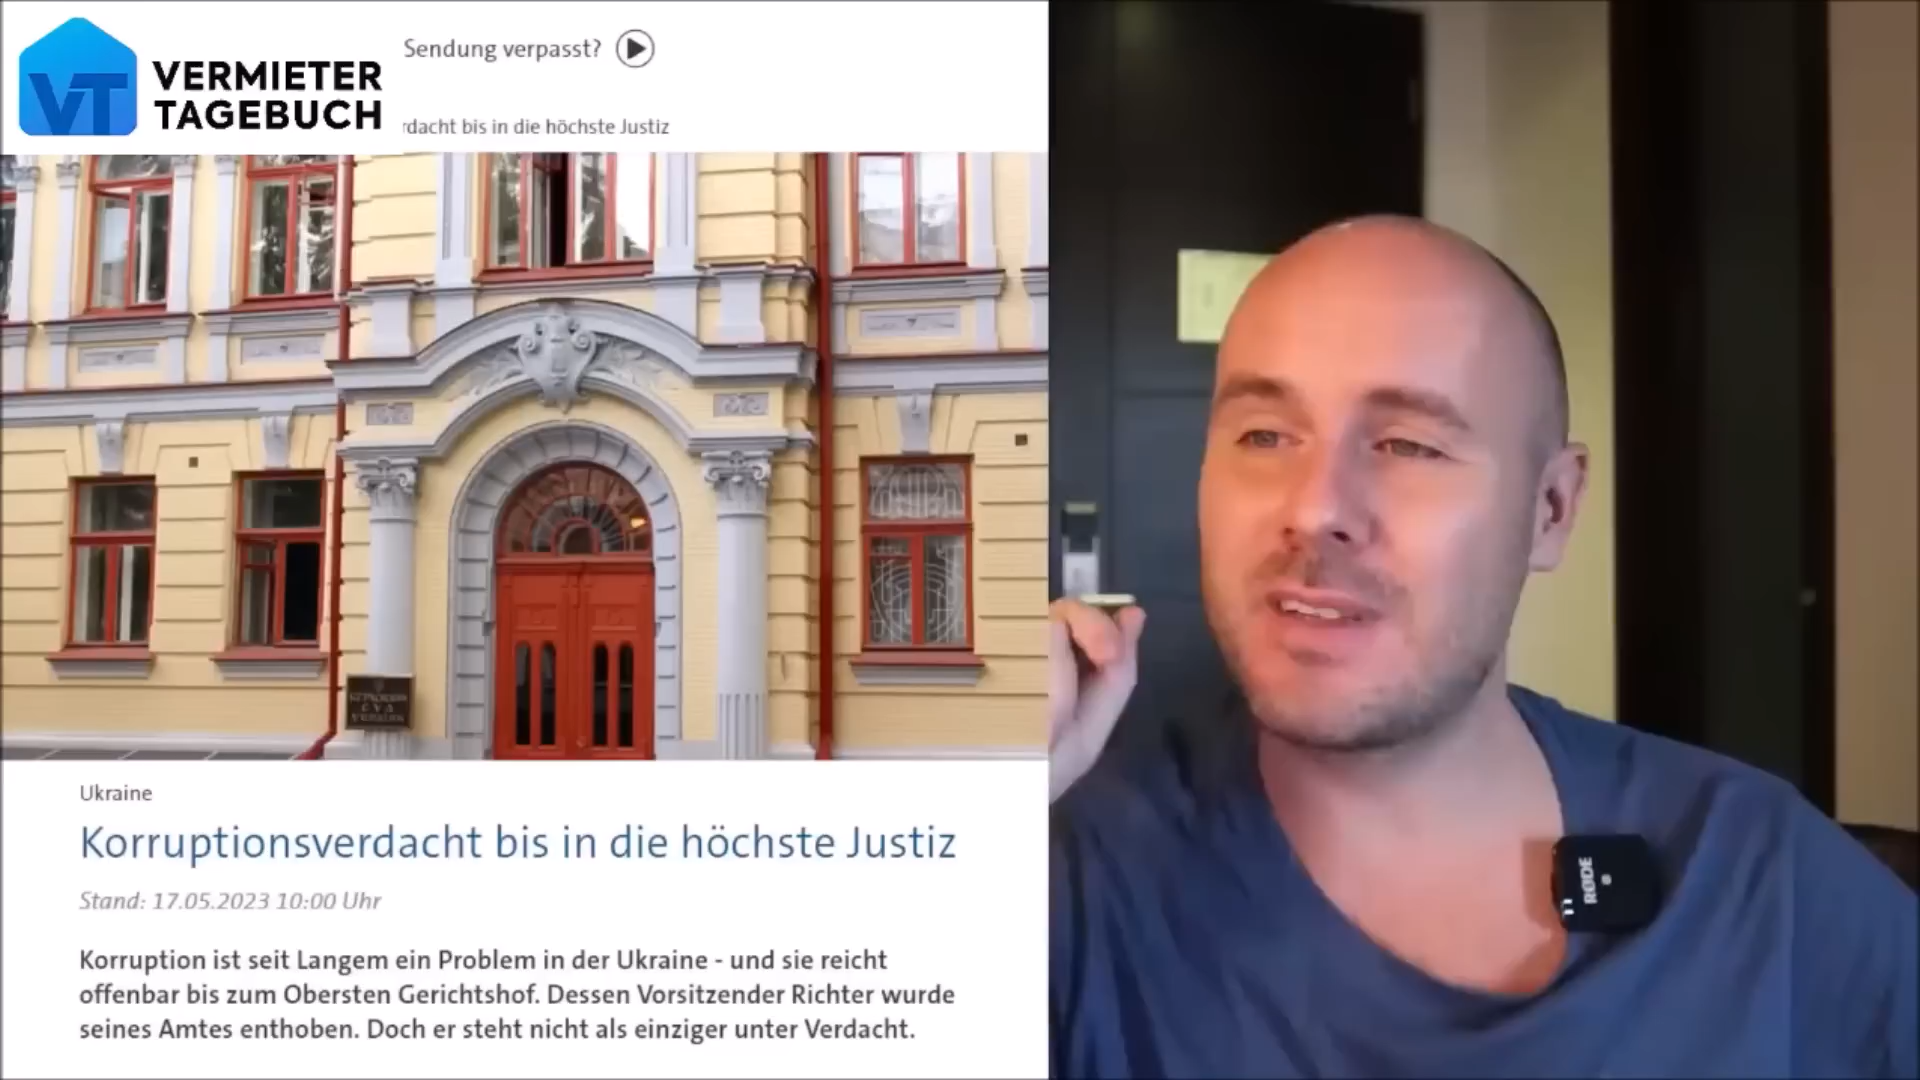 VERMIETER
TAGEBUCH
VT
Sendung verpasst?
rdacht bis in die höchste Justiz
Ukraine
Korruptionsverdacht bis in die höchste Justiz
Stand: 17.05.2023 10:00 Uhr
Korruption ist seit Langem ein Problem in der Ukraine - und sie reicht
offenbar bis zum Obersten Gerichtshof. Dessen Vorsitzender Richter wurde
seines Amtes enthoben. Doch er steht nicht als einziger unter Verdacht.
RØDE